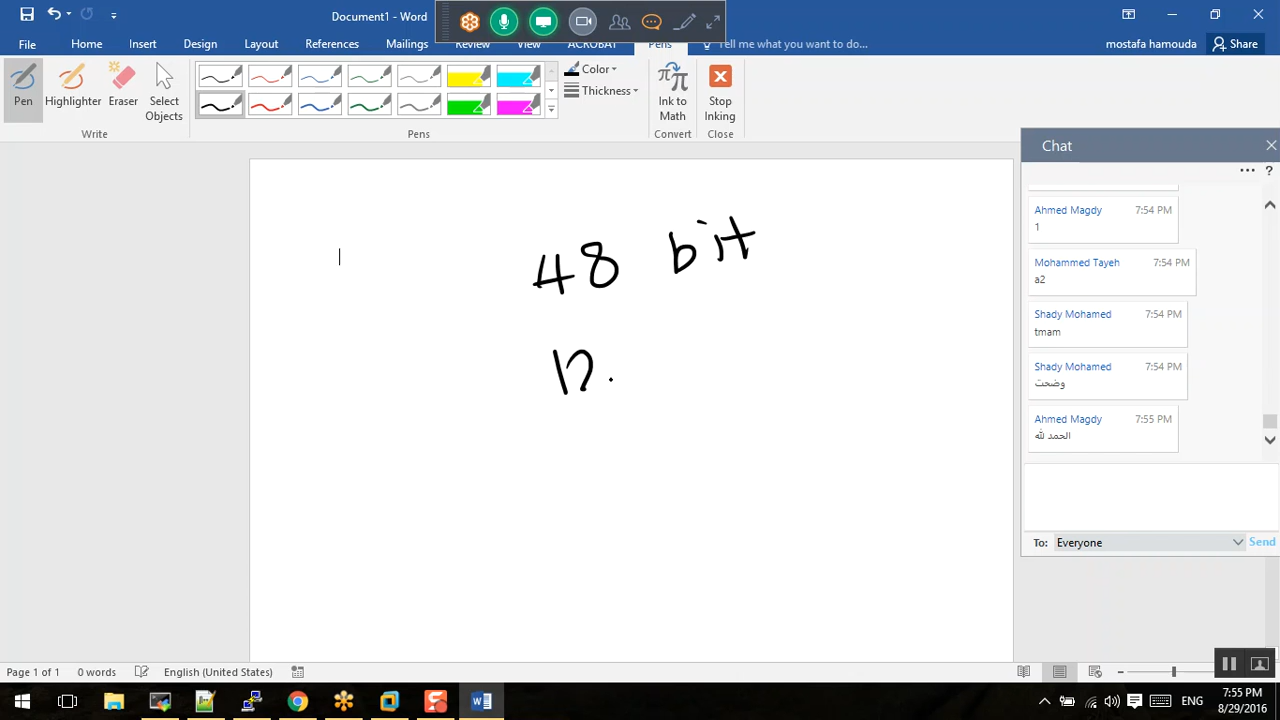 Document1 - Word
File
Home
Insert
Design
Layout
References
Mailings
Review
View
ACROBAT
Pens
Tell me what you want to do...
mostafa hamouda
Share
Pen
Highlighter
Eraser
Select Objects
Color
Thickness
Ink to Math
Stop Inking
Write
Pens
Convert
Close
48 bit
12.
Chat
Ahmed Magdy 7:54 PM
1
Mohammed Tayeh 7:54 PM
a2
Shady Mohamed 7:54 PM
tmam
Shady Mohamed 7:54 PM
وضحت
Ahmed Magdy 7:55 PM
الحمد لله
To: Everyone Send
Page 1 of 1 0 words English (United States)
ENG
7:55 PM
8/29/2016